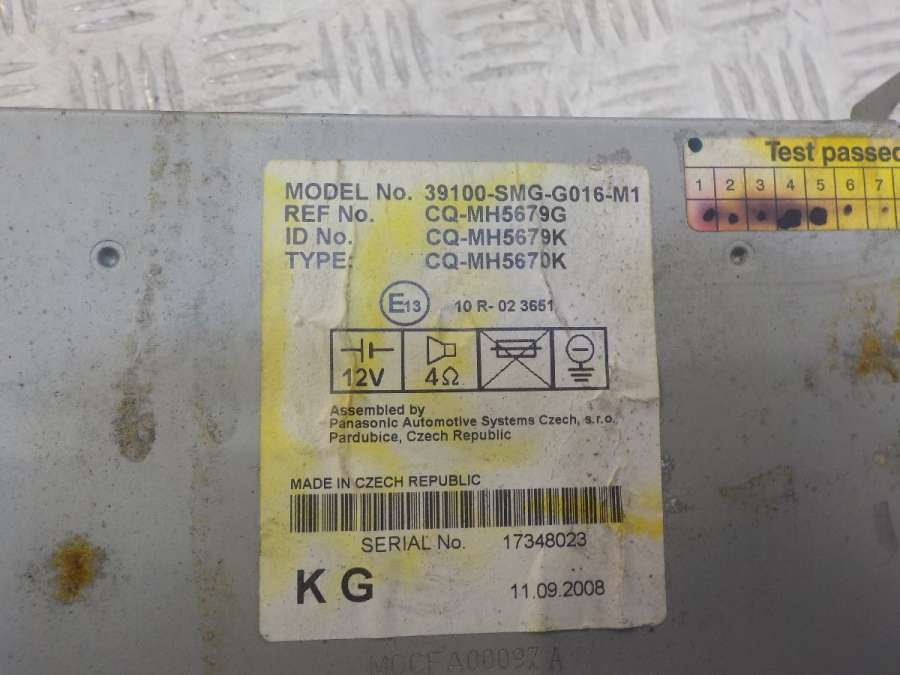 Test passed
1 2 3 4 5 6 7
MODEL No. 39100-SMG-G016-M1
REF No. CQ-MH5679G
ID No. CQ-MH5679K
TYPE: CQ-MH5670K
E13 10 R- 02 3651
12V 4Ω
Assembled by
Panasonic Automotive Systems Czech, s.r.o.
Pardubice, Czech Republic
MADE IN CZECH REPUBLIC
SERIAL No. 17348023
K G 11.09.2008